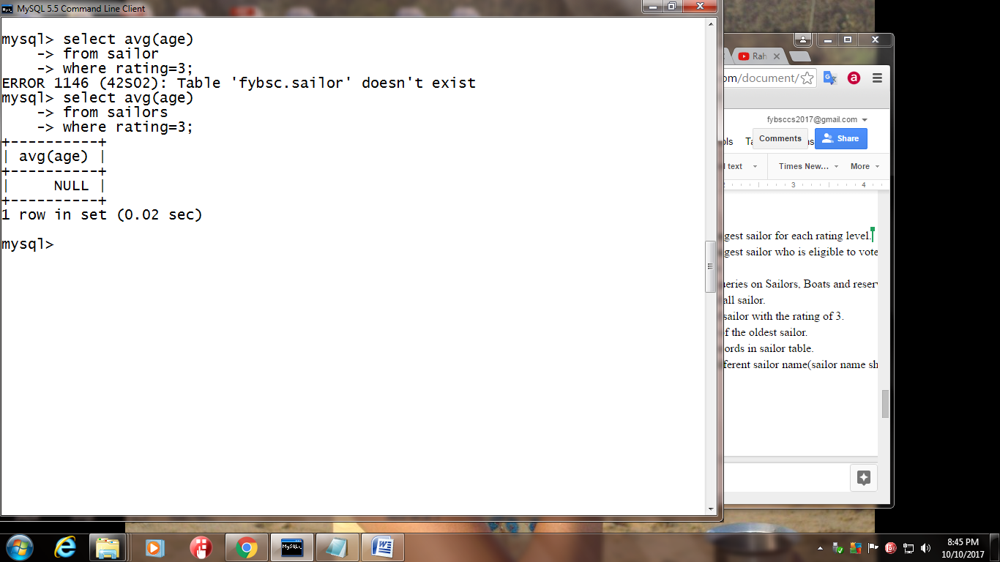 MySQL 5.5 Command Line Client
mysql> select avg(age)
    -> from sailor
    -> where rating=3;
ERROR 1146 (42S02): Table 'fybsc.sailor' doesn't exist
mysql> select avg(age)
    -> from sailors
    -> where rating=3;
+----------+
| avg(age) |
+----------+
|     NULL |
+----------+
1 row in set (0.02 sec)
mysql>
Rah
om/document/
fybsccs2017@gmail.com
ols Ta us
Comments
Share
l text Times New... More
3 4
gest sailor for each rating level.
gest sailor who is eligible to vote
ueries on Sailors, Boats and reser
all sailor.
sailor with the rating of 3.
f the oldest sailor.
ords in sailor table.
fferent sailor name(sailor name sh
MySQL
8:45 PM
10/10/2017